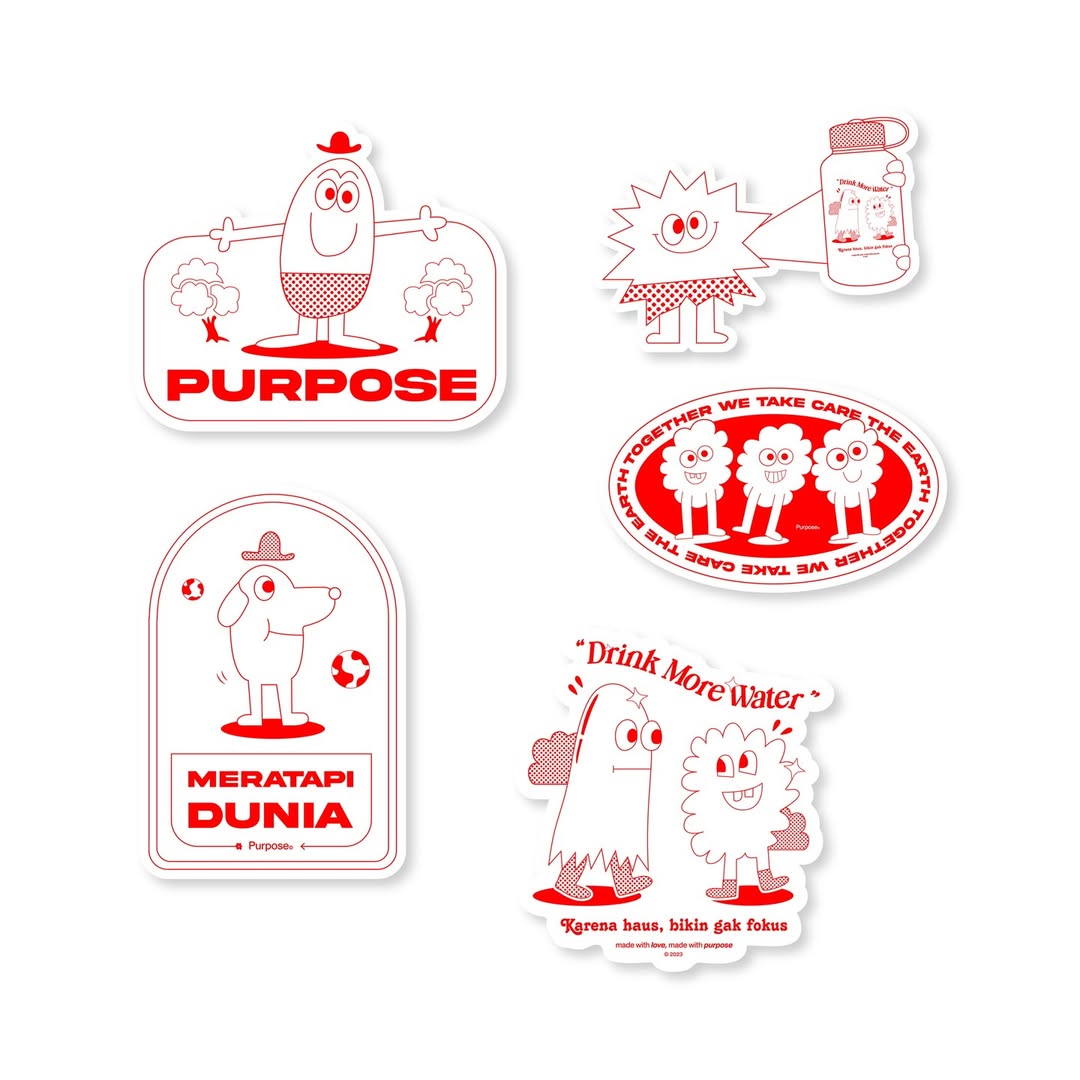 PURPOSE
"Drink More Water"
Karena haus, bikin gak fokus
WE TAKE CARE THE EARTH TOGETHER WE TAKE CARE THE EARTH TOGETHER
Purpose
MERATAPI
DUNIA
Purpose
"Drink More Water"
Karena haus, bikin gak fokus
made with love, made with purpose
© 2023